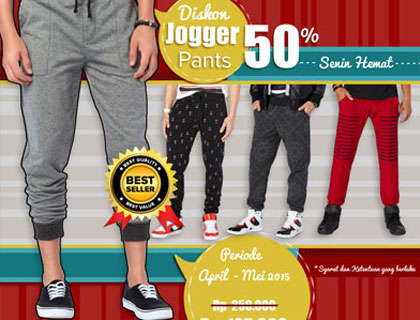 Diskon
Jogger
Pants
50%
Senin Hemat
BEST QUALITY
BEST
SELLER
BEST VALUE
Periode
April - Mei 2015
* Syarat dan Ketentuan yang berlaku
Rp 250.000